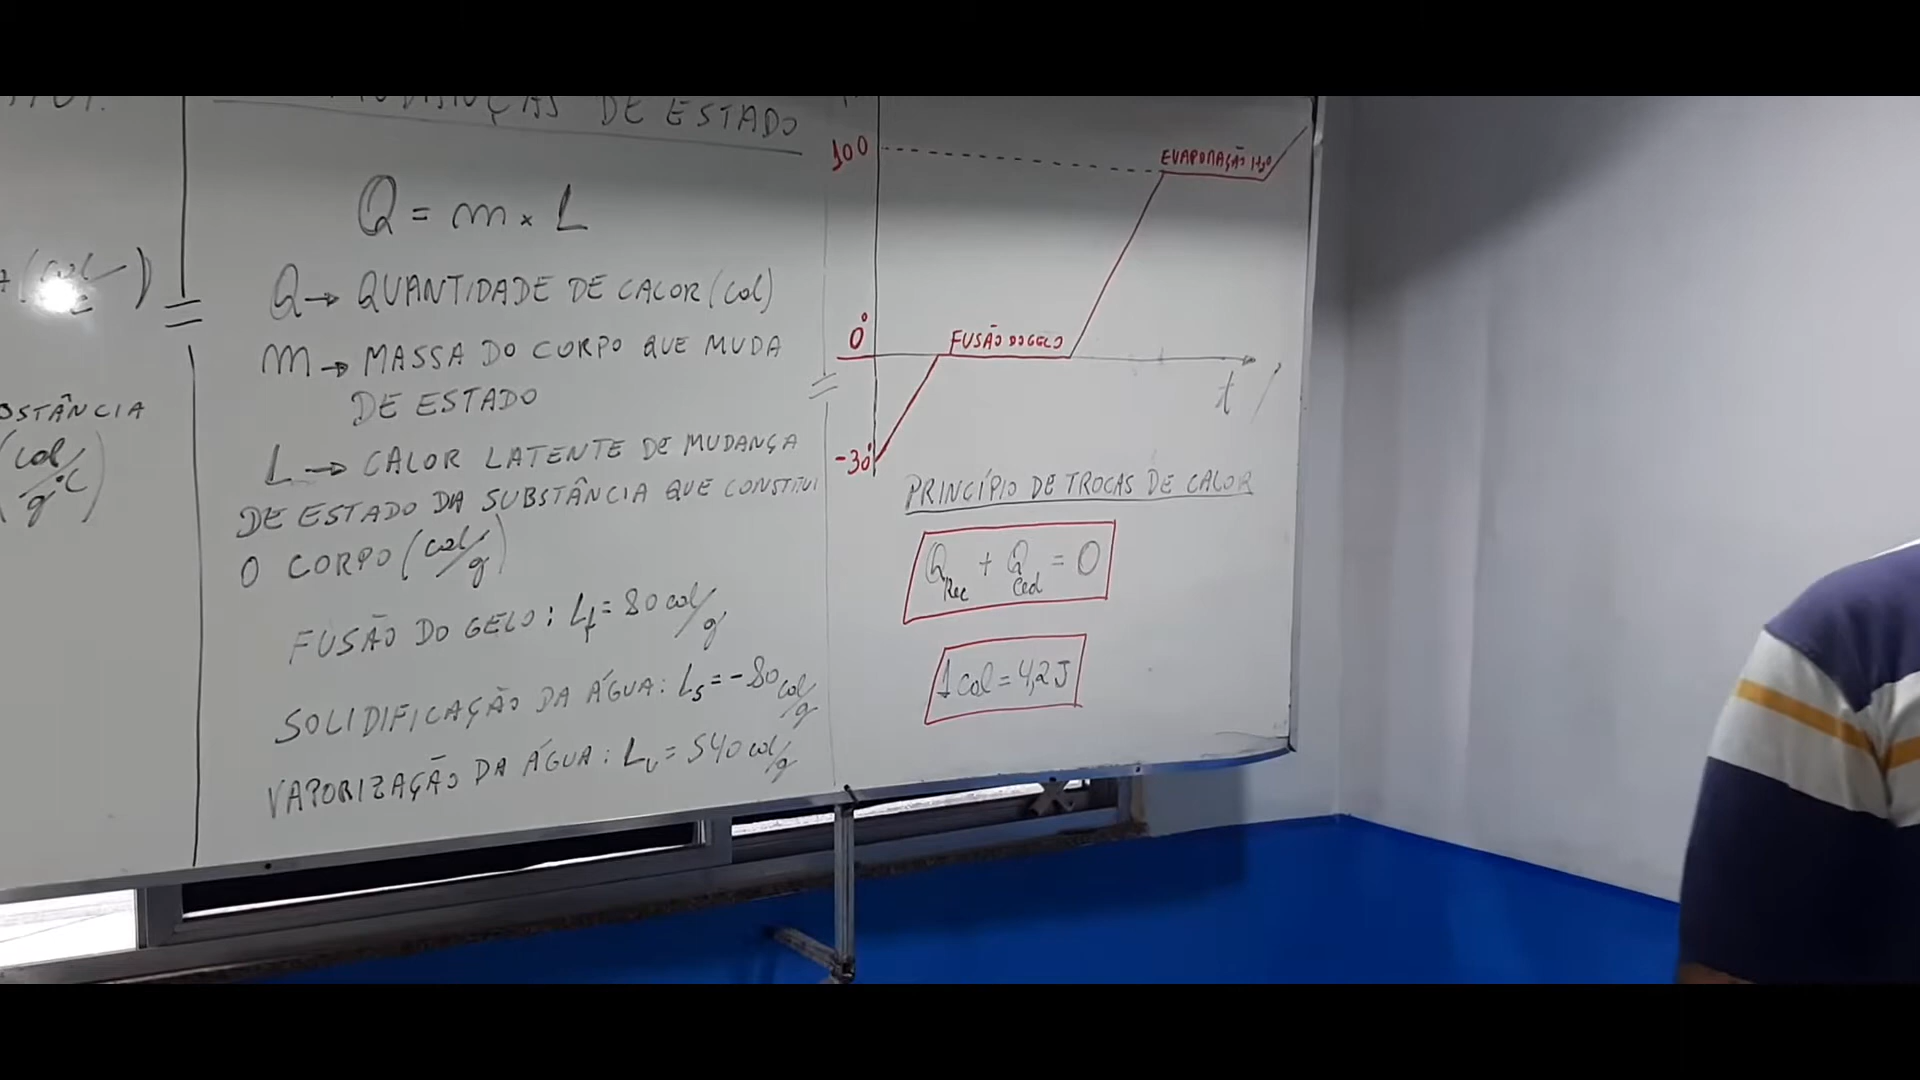 MUDANÇAS DE ESTADO
Q = m × L
Q → QUANTIDADE DE CALOR (cal)
m → MASSA DO CORPO QUE MUDA
DE ESTADO
L → CALOR LATENTE DE MUDANÇA
DE ESTADO DA SUBSTÂNCIA QUE CONSTITUI
O CORPO (cal/g)
FUSÃO DO GELO: Lf = 80 cal/g
SOLIDIFICAÇÃO DA ÁGUA: Ls = -80 cal/g
VAPORIZAÇÃO DA ÁGUA: Lv = 540 cal/g
(cal/g°C)
100
EVAPORAÇÃO H2O
0°
FUSÃO DO GELO
t
-30°
PRINCÍPIO DE TROCAS DE CALOR
QRec + QCed = 0
1 cal = 4,2 J